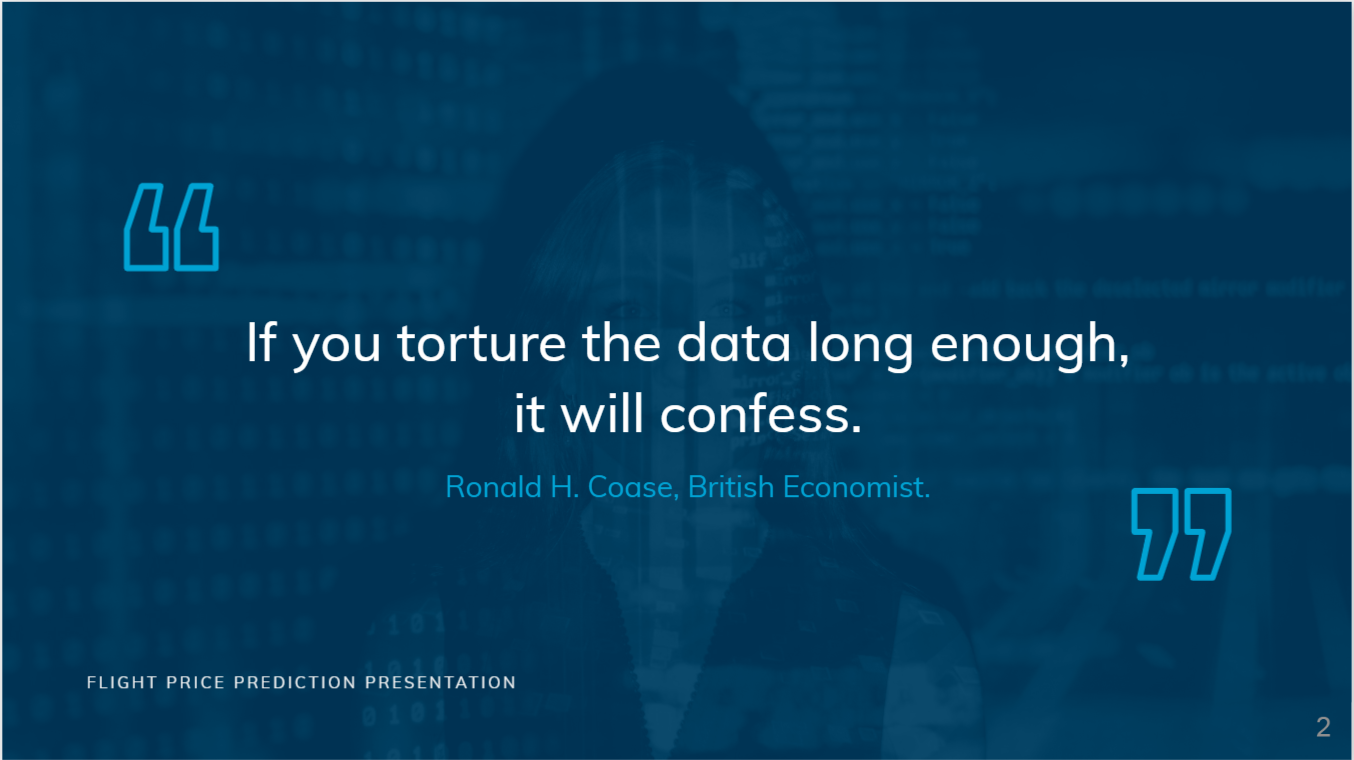 If you torture the data long enough,
it will confess.
Ronald H. Coase, British Economist.
FLIGHT PRICE PREDICTION PRESENTATION
2